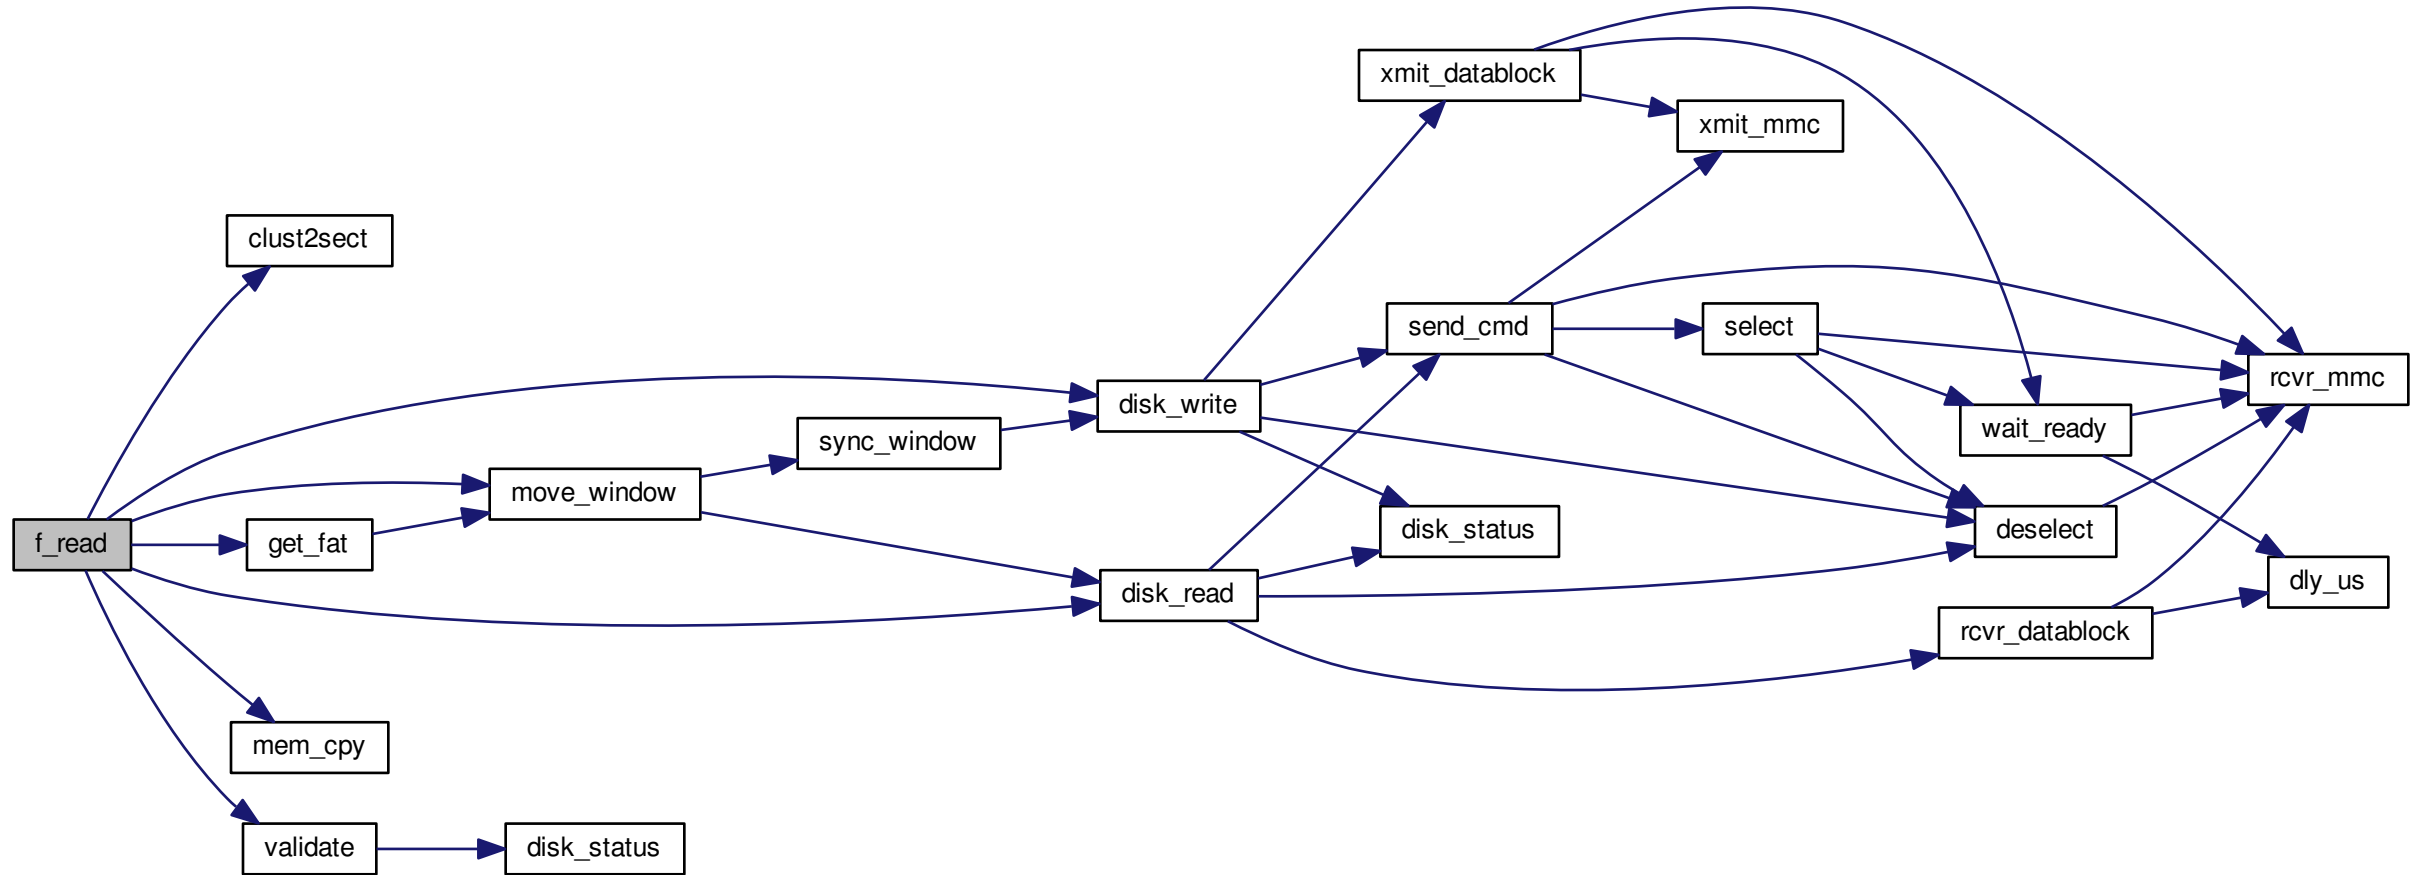 xmit_datablock
xmit_mmc
clust2sect
send_cmd
select
rcvr_mmc
disk_write
wait_ready
sync_window
move_window
disk_status
deselect
f_read
get_fat
dly_us
disk_read
rcvr_datablock
mem_cpy
validate
disk_status